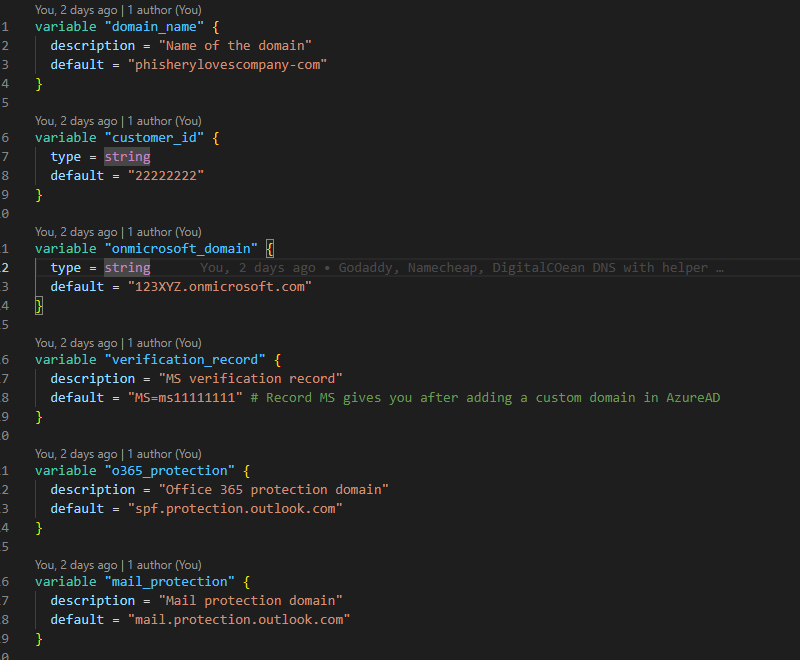 You, 2 days ago | 1 author (You)
1 variable "domain_name" {
2 description = "Name of the domain"
3 default = "phisherylovescompany-com"
4 }
5
You, 2 days ago | 1 author (You)
6 variable "customer_id" {
7 type = string
8 default = "22222222"
9 }
0
You, 2 days ago | 1 author (You)
1 variable "onmicrosoft_domain" {
2 type = string You, 2 days ago • Godaddy, Namecheap, DigitalCOean DNS with helper …
3 default = "123XYZ.onmicrosoft.com"
4 }
5
You, 2 days ago | 1 author (You)
6 variable "verification_record" {
7 description = "MS verification record"
8 default = "MS=ms11111111" # Record MS gives you after adding a custom domain in AzureAD
9 }
0
You, 2 days ago | 1 author (You)
1 variable "o365_protection" {
2 description = "Office 365 protection domain"
3 default = "spf.protection.outlook.com"
4 }
5
You, 2 days ago | 1 author (You)
6 variable "mail_protection" {
7 description = "Mail protection domain"
8 default = "mail.protection.outlook.com"
9 }
0